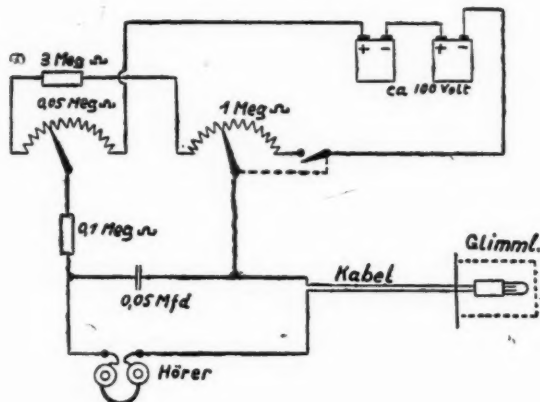 3 Meg Ω
0,05 Meg Ω
1 Meg Ω
+ -
+ -
ca 100 Volt
0,1 Meg Ω
0,05 Mfd
Kabel
Glimml.
Hörer